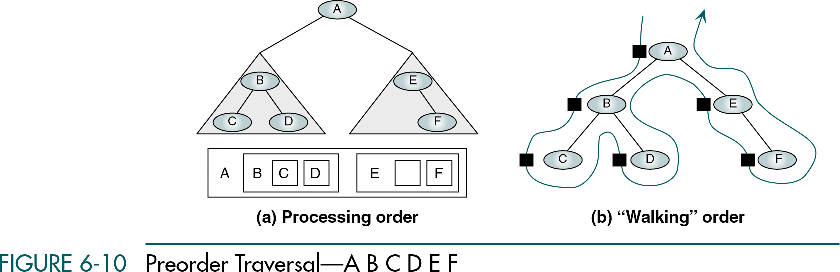 A
B
E
C
D
F
A B C D E F
(a) Processing order
A
B
E
C
D
F
(b) “Walking” order
FIGURE 6-10 Preorder Traversal—A B C D E F